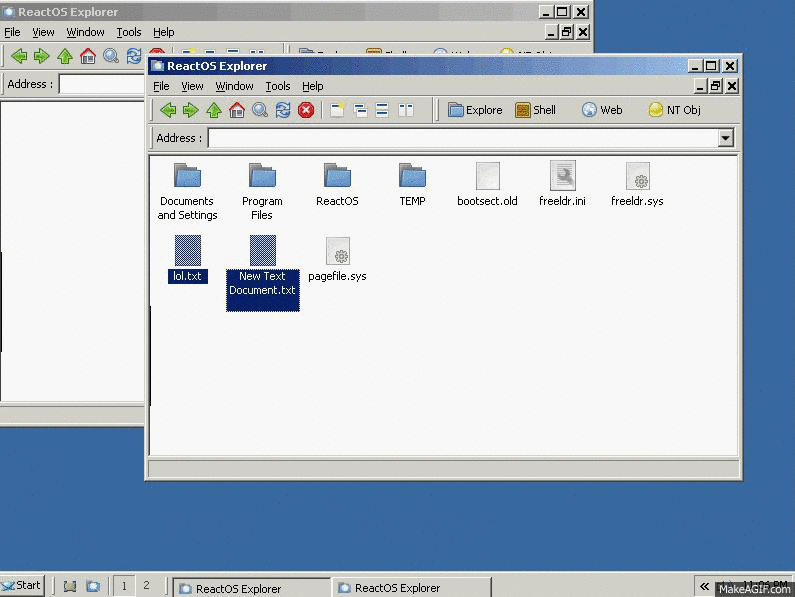 ReactOS Explorer
File View Window Tools Help
Address :
ReactOS Explorer
File View Window Tools Help
Explore Shell Web NT Obj
Address :
Documents and Settings
Program Files
ReactOS
TEMP
bootsect.old
freeldr.ini
freeldr.sys
lol.txt
New Text Document.txt
pagefile.sys
Start 1 2 ReactOS Explorer ReactOS Explorer «
MakeAGIF.com